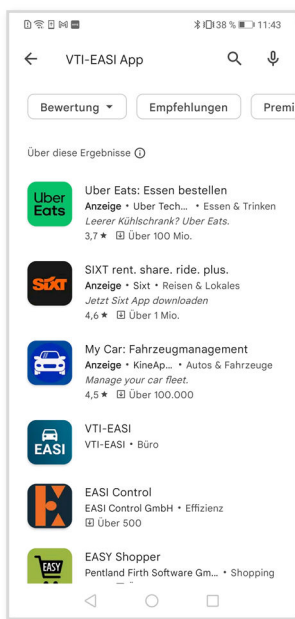 38 % 11:43
VTI-EASI App
Bewertung
Empfehlungen
Premi
Über diese Ergebnisse
Uber Eats
Uber Eats: Essen bestellen
Anzeige • Uber Tech... • Essen & Trinken
Leerer Kühlschrank? Uber Eats.
3,7 ★ Über 100 Mio.
SIXT
SIXT rent. share. ride. plus.
Anzeige • Sixt • Reisen & Lokales
Jetzt Sixt App downloaden
4,6 ★ Über 1 Mio.
My Car: Fahrzeugmanagement
Anzeige • KineAp... • Autos & Fahrzeuge
Manage your car fleet.
4,5 ★ Über 100.000
EASI
VTI-EASI
VTI-EASI • Büro
EASI Control
EASI Control GmbH • Effizienz
Über 500
EASY
EASY Shopper
Pentland Firth Software Gm... • Shopping